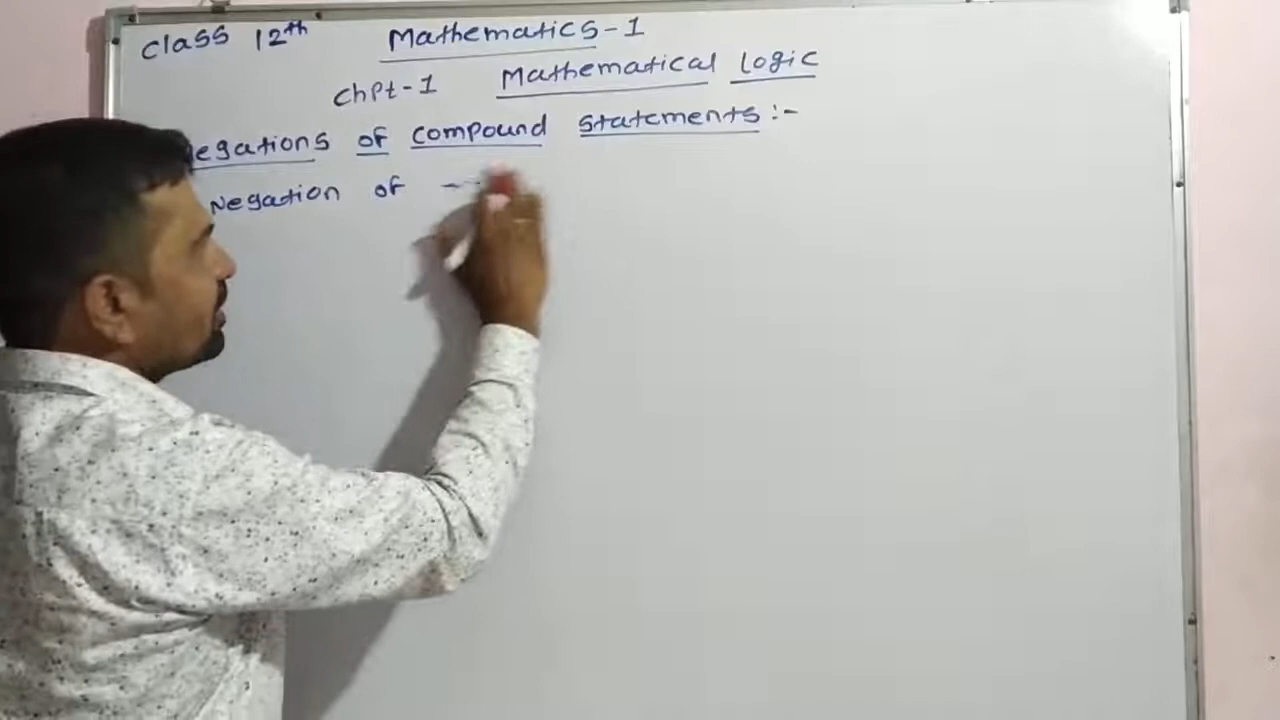 Class 12th Mathematics-1
Chpt-1 Mathematical Logic
egations of compound statements :-
Negation of